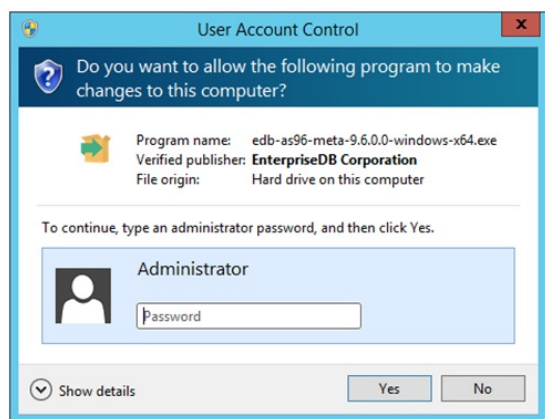 User Account Control
x
Do you want to allow the following program to make
changes to this computer?
Program name: edb-as96-meta-9.6.0.0-windows-x64.exe
Verified publisher: EnterpriseDB Corporation
File origin: Hard drive on this computer
To continue, type an administrator password, and then click Yes.
Administrator
Password
Show details
Yes
No